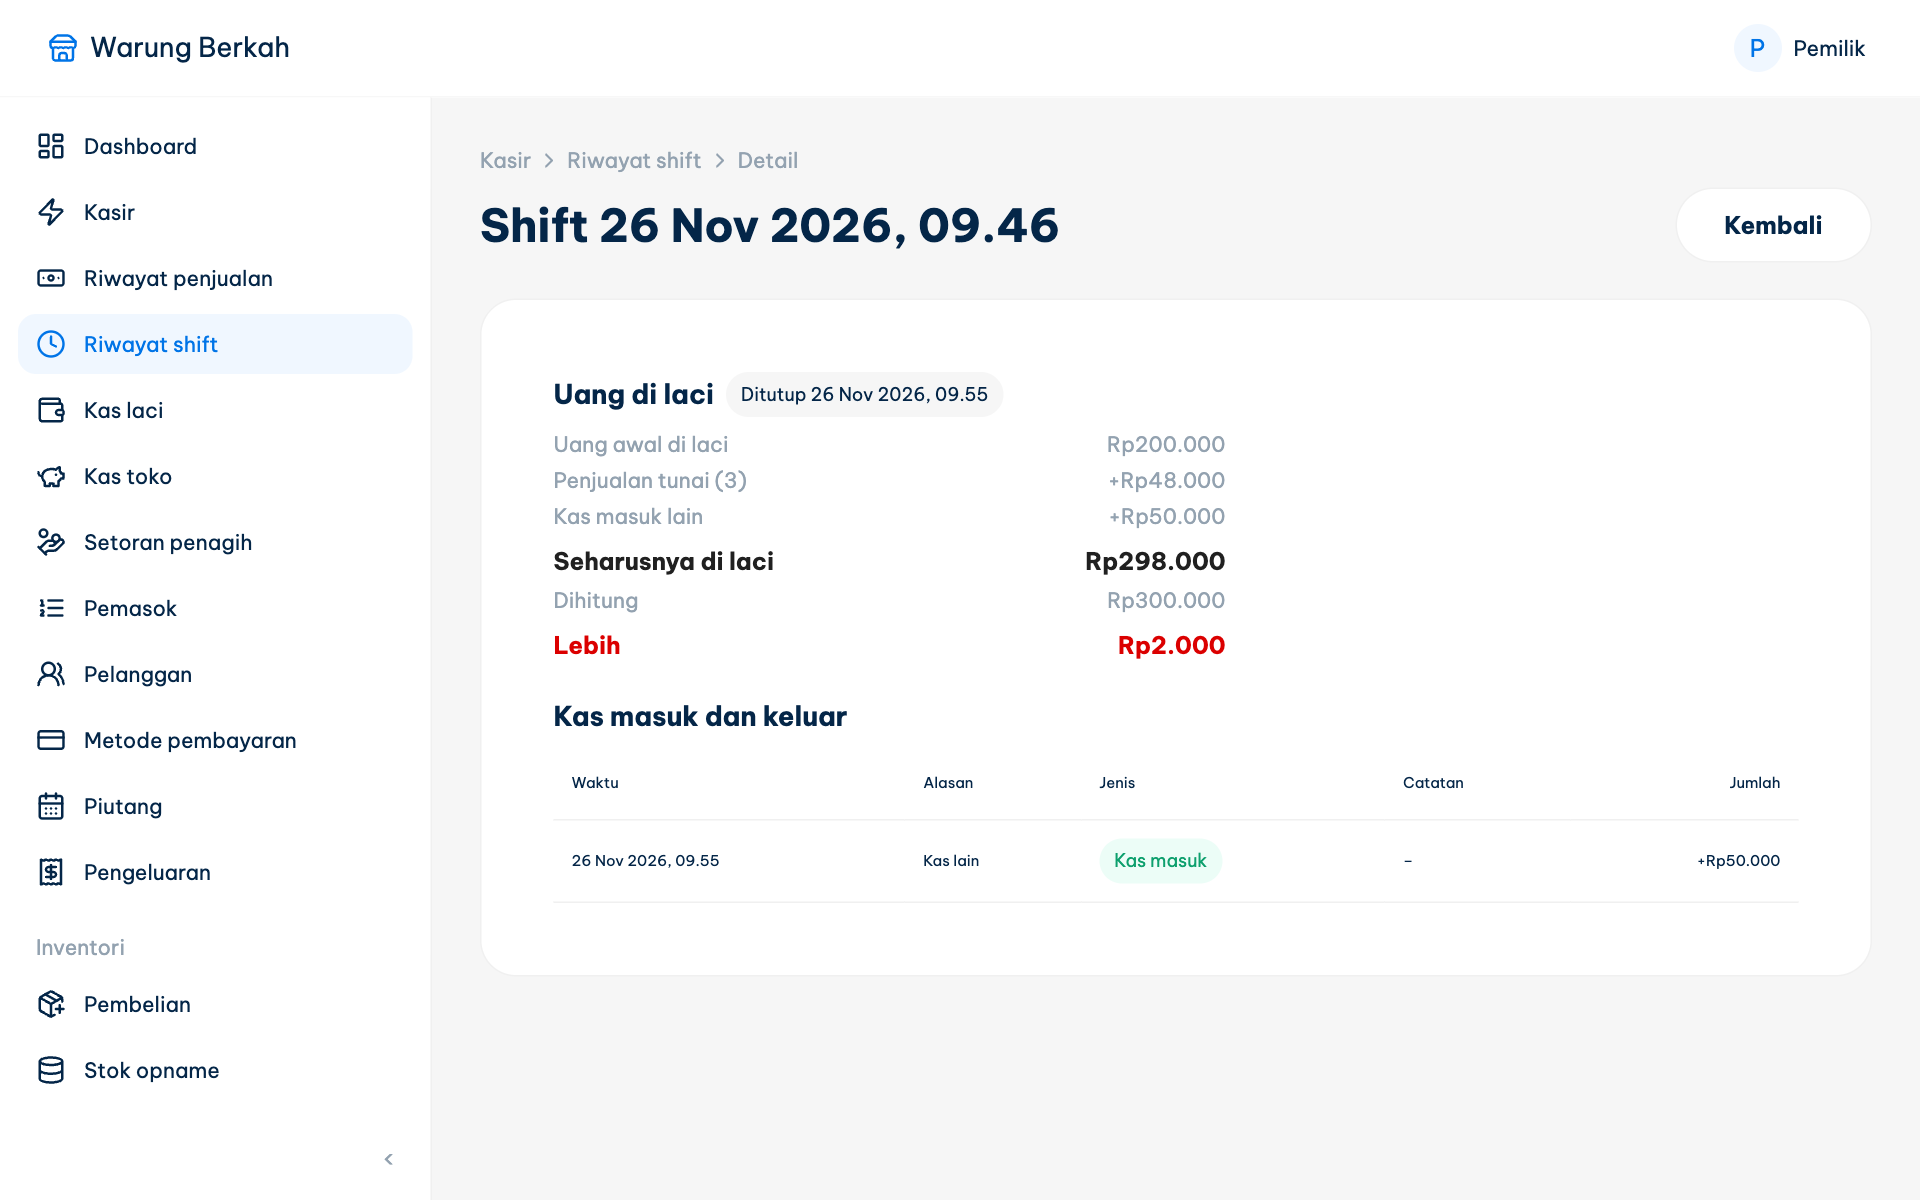 Warung Berkah
P Pemilik
Dashboard
Kasir
Riwayat penjualan
Riwayat shift
Kas laci
Kas toko
Setoran penagih
Pemasok
Pelanggan
Metode pembayaran
Piutang
Pengeluaran
Inventori
Pembelian
Stok opname
Kasir > Riwayat shift > Detail
Shift 26 Nov 2026, 09.46
Kembali
Uang di laci Ditutup 26 Nov 2026, 09.55
Uang awal di laci Rp200.000
Penjualan tunai (3) +Rp48.000
Kas masuk lain +Rp50.000
Seharusnya di laci Rp298.000
Dihitung Rp300.000
Lebih Rp2.000
Kas masuk dan keluar
Waktu Alasan Jenis Catatan Jumlah
26 Nov 2026, 09.55 Kas lain Kas masuk – +Rp50.000